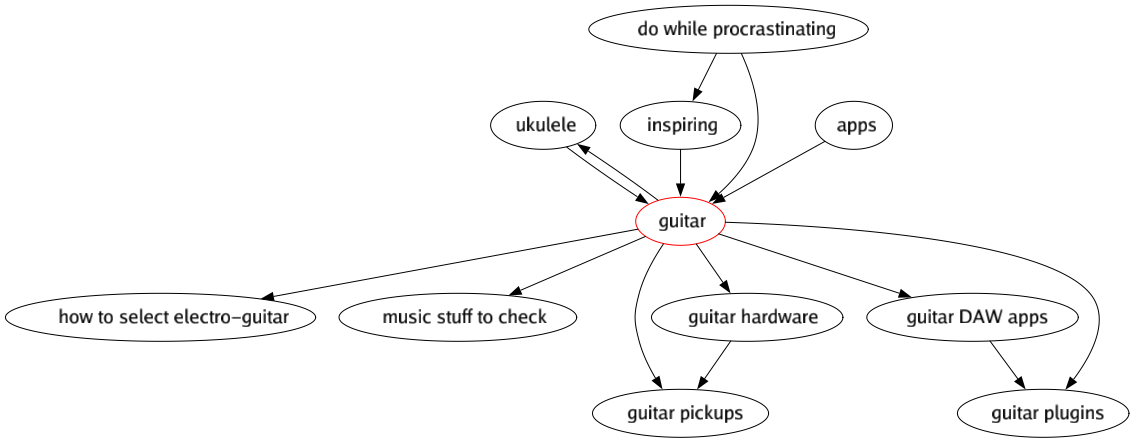 do while procrastinating
ukulele
inspiring
apps
guitar
how to select electro-guitar
music stuff to check
guitar hardware
guitar DAW apps
guitar pickups
guitar plugins